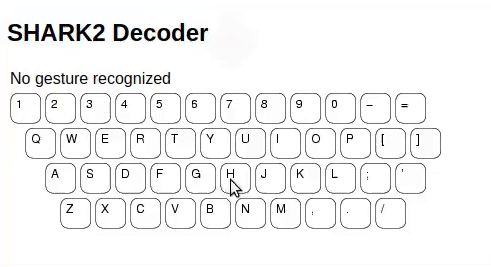 SHARK2 Decoder
No gesture recognized
1 2 3 4 5 6 7 8 9 0 – =
Q W E R T Y U I O P [ ]
A S D F G H J K L ; '
Z X C V B N M , . /